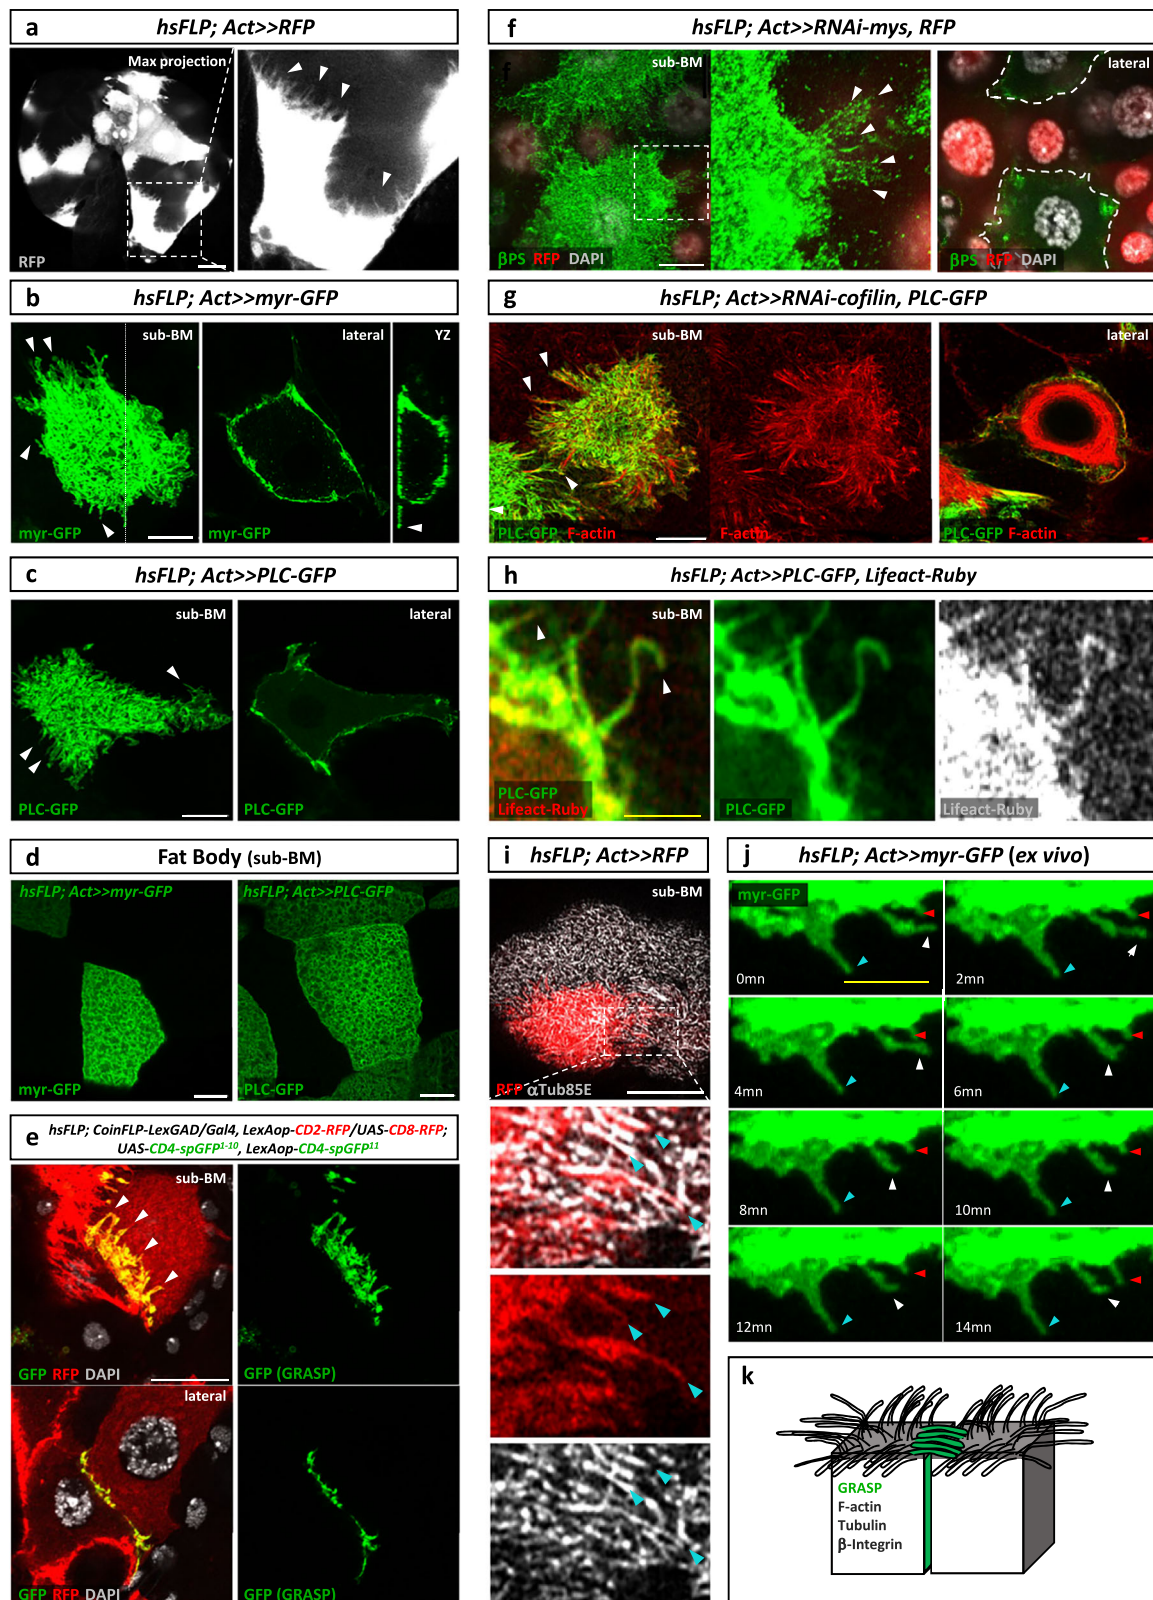 a
hsFLP; Act>>RFP
Max projection
RFP
b
hsFLP; Act>>myr-GFP
sub-BM
lateral
YZ
myr-GFP
myr-GFP
c
hsFLP; Act>>PLC-GFP
sub-BM
lateral
PLC-GFP
PLC-GFP
d
Fat Body (sub-BM)
hsFLP; Act>>myr-GFP
hsFLP; Act>>PLC-GFP
myr-GFP
PLC-GFP
e
hsFLP; CoinFLP-LexGAD/Gal4, LexAop-CD2-RFP/UAS-CD8-RFP;
UAS-CD4-spGFP1-10, LexAop-CD4-spGFP11
sub-BM
GFP RFP DAPI
GFP (GRASP)
lateral
GFP RFP DAPI
GFP (GRASP)
f
hsFLP; Act>>RNAi-mys, RFP
f
sub-BM
lateral
βPS RFP DAPI
βPS RFP DAPI
g
hsFLP; Act>>RNAi-cofilin, PLC-GFP
sub-BM
lateral
PLC-GFP F-actin
F-actin
PLC-GFP F-actin
h
hsFLP; Act>>PLC-GFP, Lifeact-Ruby
sub-BM
PLC-GFP
Lifeact-Ruby
PLC-GFP
Lifeact-Ruby
i
hsFLP; Act>>RFP
sub-BM
RFP αTub85E
j
hsFLP; Act>>myr-GFP (ex vivo)
myr-GFP
0mn
2mn
4mn
6mn
8mn
10mn
12mn
14mn
k
GRASP
F-actin
Tubulin
β-Integrin